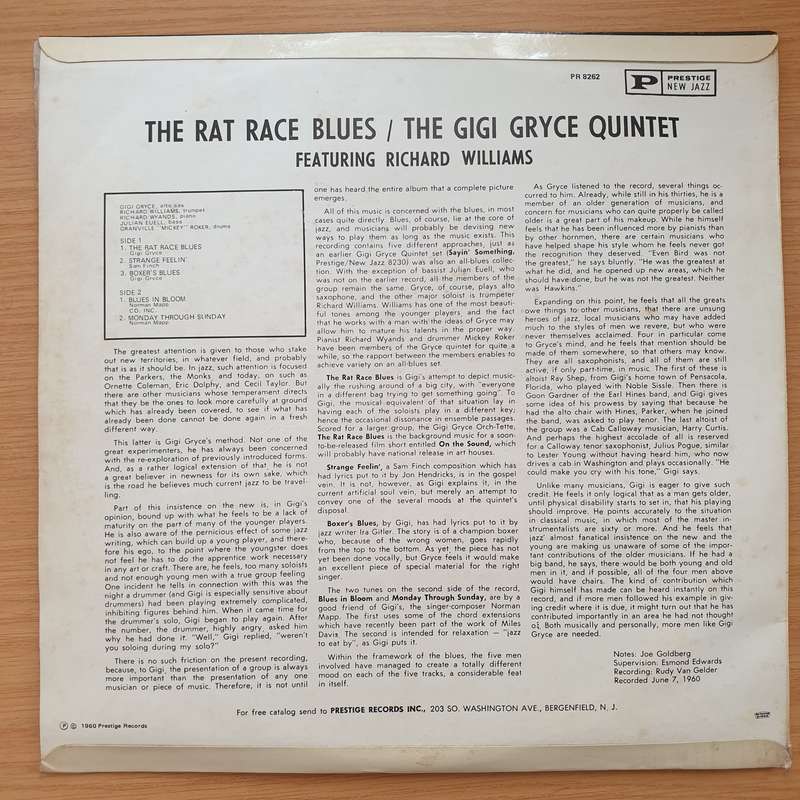 PR 8262
P PRESTIGE
NEW JAZZ
THE RAT RACE BLUES / THE GIGI GRYCE QUINTET
FEATURING RICHARD WILLIAMS
GIGI GRYCE, alto sax
RICHARD WILLIAMS, trumpet
RICHARD WYANDS, piano
JULIAN EUELL, bass
GRANVILLE "MICKEY" ROKER, drums
SIDE 1
1. THE RAT RACE BLUES
Gigi Gryce
2. STRANGE FEELIN'
Sam Finch
3. BOXER'S BLUES
Gigi Gryce
SIDE 2
1. BLUES IN BLOOM
Norman Mapp
CO. INC.
2. MONDAY THROUGH SUNDAY
Norman Mapp
The greatest attention is given to those who stake
out new territories, in whatever field, and probably
that is as it should be. In jazz, such attention is focused
on the Parkers, the Monks and today, on such as
Ornette Coleman, Eric Dolphy, and Cecil Taylor. But
there are other musicians whose temperament directs
that they be the ones to look more carefully at ground
which has already been covered, to see if what has
already been done cannot be done again in a fresh
different way.
This latter is Gigi Gryce's method. Not one of the
great experimenters, he has always been concerned
with the re-exploration of previously introduced forms.
And, as a rather logical extension of that, he is not
a great believer in newness for its own sake, which
is the road he believes much current jazz to be travel-
ling.
Part of this insistence on the new is, in Gigi's
opinion, bound up with what he feels to be a lack of
maturity on the part of many of the younger players.
He is also aware of the pernicious effect of some jazz
writing, which can build up a young player, and there-
fore his ego, to the point where the youngster does
not feel he has to do the apprentice work necessary
in any art or craft. There are, he feels, too many soloists
and not enough young men with a true group feeling.
One incident he tells in connection with this was the
night a drummer (and Gigi is especially sensitive about
drummers) had been playing extremely complicated,
inhibiting figures behind him. When it came time for
the drummer's solo, Gigi began to play again. After
the number, the drummer, highly angry, asked him
why he had done it. "Well," Gigi replied, "weren't
you soloing during my solo?"
There is no such friction on the present recording,
because, to Gigi, the presentation of a group is always
more important than the presentation of any one
musician or piece of music. Therefore, it is not until
one has heard the entire album that a complete picture
emerges.
All of this music is concerned with the blues, in most
cases quite directly. Blues, of course, lie at the core of
jazz, and musicians will probably be devising new
ways to play them as long as the music exists. This
recording contains five different approaches, just as
an earlier Gigi Gryce Quintet set (Sayin' Something,
Prestige/New Jazz 8230) was also an all-blues collec-
tion. With the exception of bassist Julian Euell, who
was not on the earlier record, all the members of the
group remain the same. Gryce, of course, plays alto
saxophone, and the other major soloist is trumpeter
Richard Williams. Williams has one of the most beauti-
ful tones among the younger players, and the fact
that he works with a man with the ideas of Gryce may
allow him to mature his talents in the proper way.
Pianist Richard Wyands and drummer Mickey Roker
have been members of the Gryce quintet for quite a
while, so the rapport between the members enables to
achieve variety on an all-blues set.
The Rat Race Blues is Gigi's attempt to depict music-
ally the rushing around of a big city, with "everyone
in a different bag trying to get something going" To
Gigi, the musical equivalent of that situation lay in
having each of the soloists play in a different key;
hence the occasional dissonance in ensemble passages.
Scored for a larger group, the Gigi Gryce Orch-Tette,
The Rat Race Blues is the background music for a soon-
to-be-released film short entitled On the Sound, which
will probably have national release in art houses.
Strange Feelin', a Sam Finch composition which has
had lyrics put to it by Jon Hendricks, is in the gospel
vein. It is not, however, as Gigi explains it, in the
current artificial soul vein, but merely an attempt to
convey one of the several moods at the quintet's
disposal.
Boxer's Blues, by Gigi, has had lyrics put to it by
jazz writer Ira Gitler. The story is of a champion boxer
who, because of the wrong women, goes rapidly
from the top to the bottom. As yet, the piece has not
yet been done vocally, but Gryce feels it would make
an excellent piece of special material for the right
singer.
The two tunes on the second side of the record,
Blues in Bloom and Monday Through Sunday, are by a
good friend of Gigi's, the singer-composer Norman
Mapp. The first uses some of the chord extensions
which have recently been part of the work of Miles
Davis. The second is intended for relaxation — "jazz
to eat by", as Gigi puts it.
Within the framework of the blues, the five men
involved have managed to create a totally different
mood on each of the five tracks, a considerable feat
in itself.
As Gryce listened to the record, several things oc-
curred to him. Already, while still in his thirties, he is a
member of an older generation of musicians, and
concern for musicians who can quite properly be called
older is a great part of his makeup. While he himself
feels that he has been influenced more by pianists than
by other hornmen, there are certain musicians who
have helped shape his style whom he feels never got
the recognition they deserved. "Even Bird was not
the greatest," he says bluntly. "He was the greatest at
what he did, and he opened up new areas, which he
should have done, but he was not the greatest. Neither
was Hawkins."
Expanding on this point, he feels that all the greats
owe things to other musicians, that there are unsung
heroes of jazz, local musicians who may have added
much to the styles of men we revere, but who were
never themselves acclaimed. Four in particular come
to Gryce's mind, and he feels that mention should be
made of them somewhere, so that others may know.
They are all saxophonists, and all of them are still
active, if only part-time, in music. The first of these is
altoist Ray Shep, from Gigi's home town of Pensacola,
Florida, who played with Noble Sissle. Then there is
Goon Gardner of the Earl Hines band, and Gigi gives
some idea of his prowess by saying that because he
had the alto chair with Hines, Parker, when he joined
the band, was asked to play tenor. The last altoist of
the group was a Cab Calloway musician, Harry Curtis.
And perhaps the highest accolade of all is reserved
for a Calloway tenor saxophonist, Julius Pogue, similar
to Lester Young without having heard him, who now
drives a cab in Washington and plays occasionally. "He
could make you cry with his horn," Gigi says.
Unlike many musicians, Gigi is eager to give such
credit. He feels it only logical that as a man gets older,
until physical disability starts to set in, that his playing
should improve. He points accurately to the situation
in classical music, in which most of the master in-
strumentalists are sixty or more. And he feels that
jazz' almost fanatical insistence on the new and the
young are making us unaware of some of the impor-
tant contributions of the older musicians. If he had a
big band, he says, there would be both young and old
men in it, and if possible, all of the four men above
would have chairs. The kind of contribution which
Gigi himself has made can be heard instantly on this
record, and if more men followed his example in giv-
ing credit where it is due, it might turn out that he has
contributed importantly in an area he had not thought
of. Both musically and personally, more men like Gigi
Gryce are needed.
Notes: Joe Goldberg
Supervision: Esmond Edwards
Recording: Rudy Van Gelder
Recorded June 7, 1960
For free catalog send to PRESTIGE RECORDS INC., 203 SO. WASHINGTON AVE., BERGENFIELD, N. J.
Ⓟ © 1960 Prestige Records